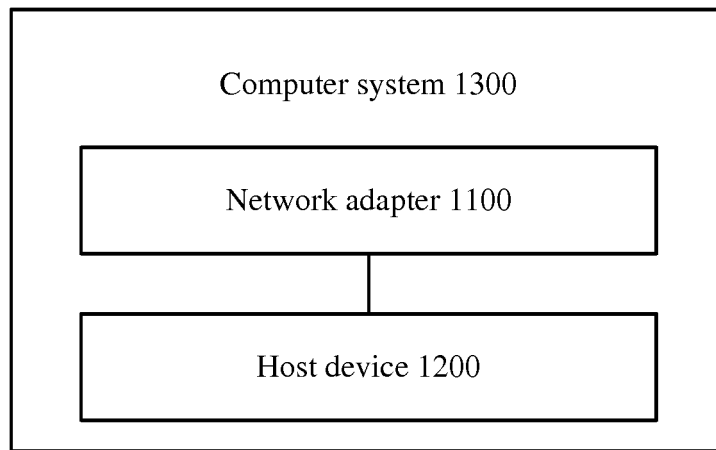 Computer system 1300
Network adapter 1100
Host device 1200